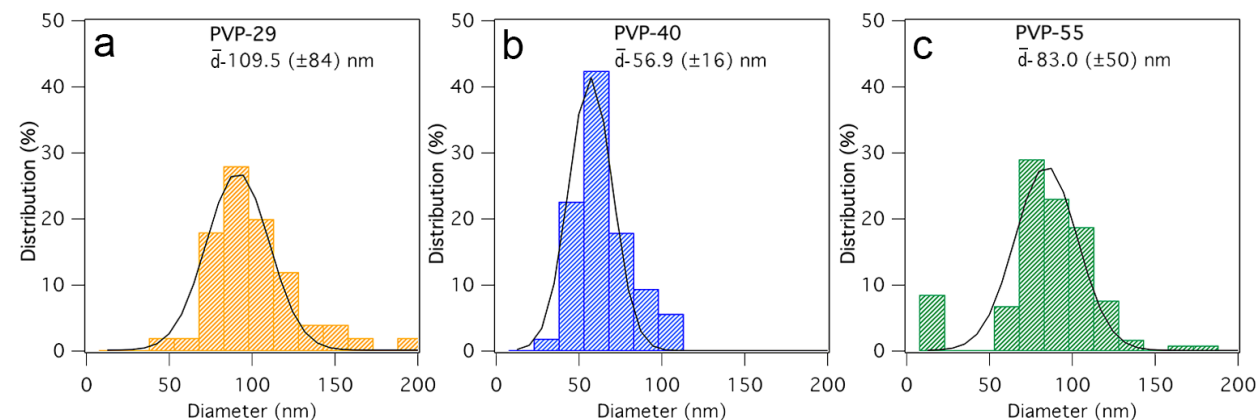 a
PVP-29
d̄-109.5 (±84) nm
50
40
30
20
10
0
Distribution (%)
0
50
100
150
200
Diameter (nm)
b
PVP-40
d̄-56.9 (±16) nm
50
40
30
20
10
0
Distribution (%)
0
50
100
150
200
Diameter (nm)
c
PVP-55
d̄-83.0 (±50) nm
50
40
30
20
10
0
Distribution (%)
0
50
100
150
200
Diameter (nm)